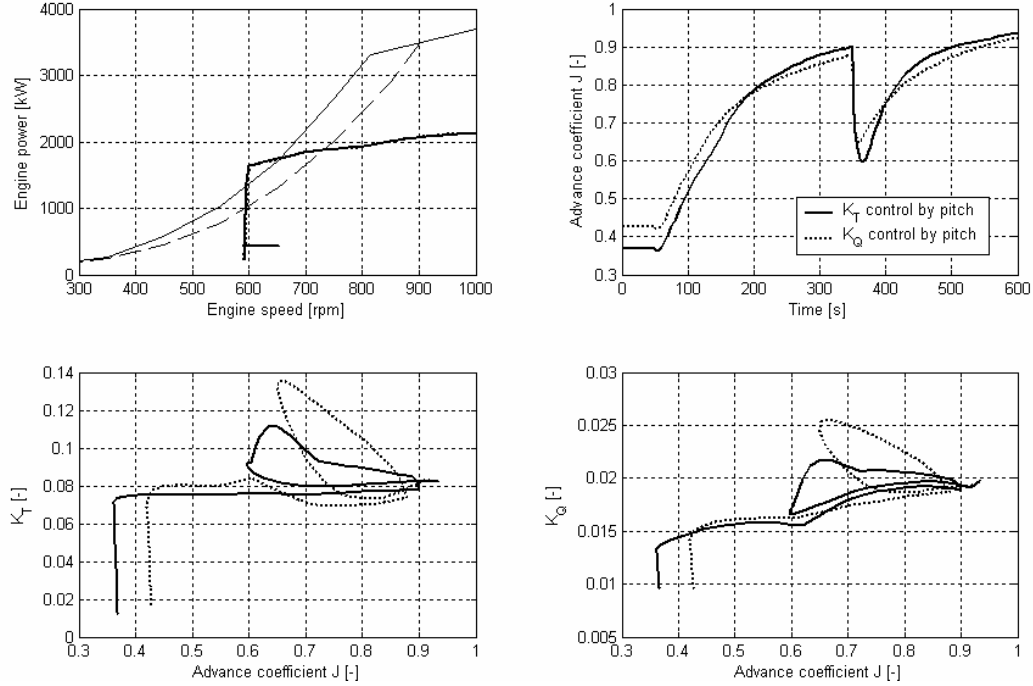 4000
3000
2000
1000
0
Engine power [kW]
300 400 500 600 700 800 900 1000
Engine speed [rpm]
1
0.9
0.8
0.7
0.6
0.5
0.4
0.3
Advance coefficient J [-]
K_T control by pitch
K_Q control by pitch
0 100 200 300 400 500 600
Time [s]
0.14
0.12
0.1
0.08
0.06
0.04
0.02
0
K_T [-]
0.3 0.4 0.5 0.6 0.7 0.8 0.9 1
Advance coefficient J [-]
0.03
0.025
0.02
0.015
0.01
0.005
K_Q [-]
0.3 0.4 0.5 0.6 0.7 0.8 0.9 1
Advance coefficient J [-]